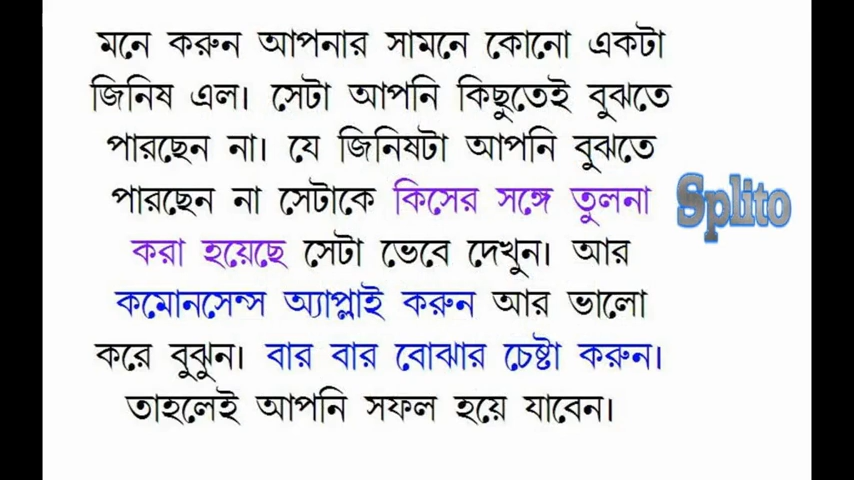 মনে করুন আপনার সামনে কোনো একটা
জিনিষ এল। সেটা আপনি কিছুতেই বুঝতে
পারছেন না। যে জিনিষটা আপনি বুঝতে
পারছেন না সেটাকে কিসের সঙ্গে তুলনা
Splito
করা হয়েছে সেটা ভেবে দেখুন। আর
কমোনসেন্স অ্যাপ্লাই করুন আর ভালো
করে বুঝুন। বার বার বোঝার চেষ্টা করুন।
তাহলেই আপনি সফল হয়ে যাবেন।